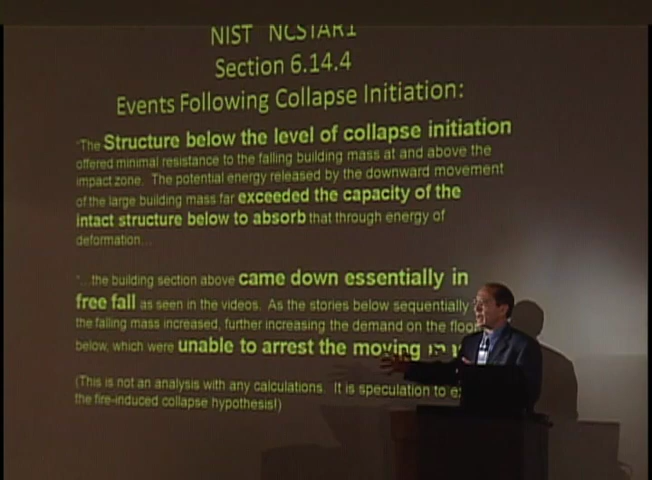 NIST NCSTAR1
Section 6.14.4
Events Following Collapse Initiation:
"The Structure below the level of collapse initiation
offered minimal resistance to the falling building mass at and above the
impact zone. The potential energy released by the downward movement
of the large building mass far exceeded the capacity of the
intact structure below to absorb that through energy of
deformation...
"...the building section above came down essentially in
free fall as seen in the videos. As the stories below sequentially
the falling mass increased, further increasing the demand on the floor
below, which were unable to arrest the moving
(This is not an analysis with any calculations. It is speculation to
the fire-induced collapse hypothesis!)